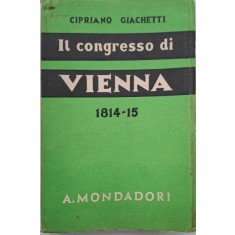 CIPRIANO GIACHETTI
Il congresso di
VIENNA
1814-15
A. MONDADORI